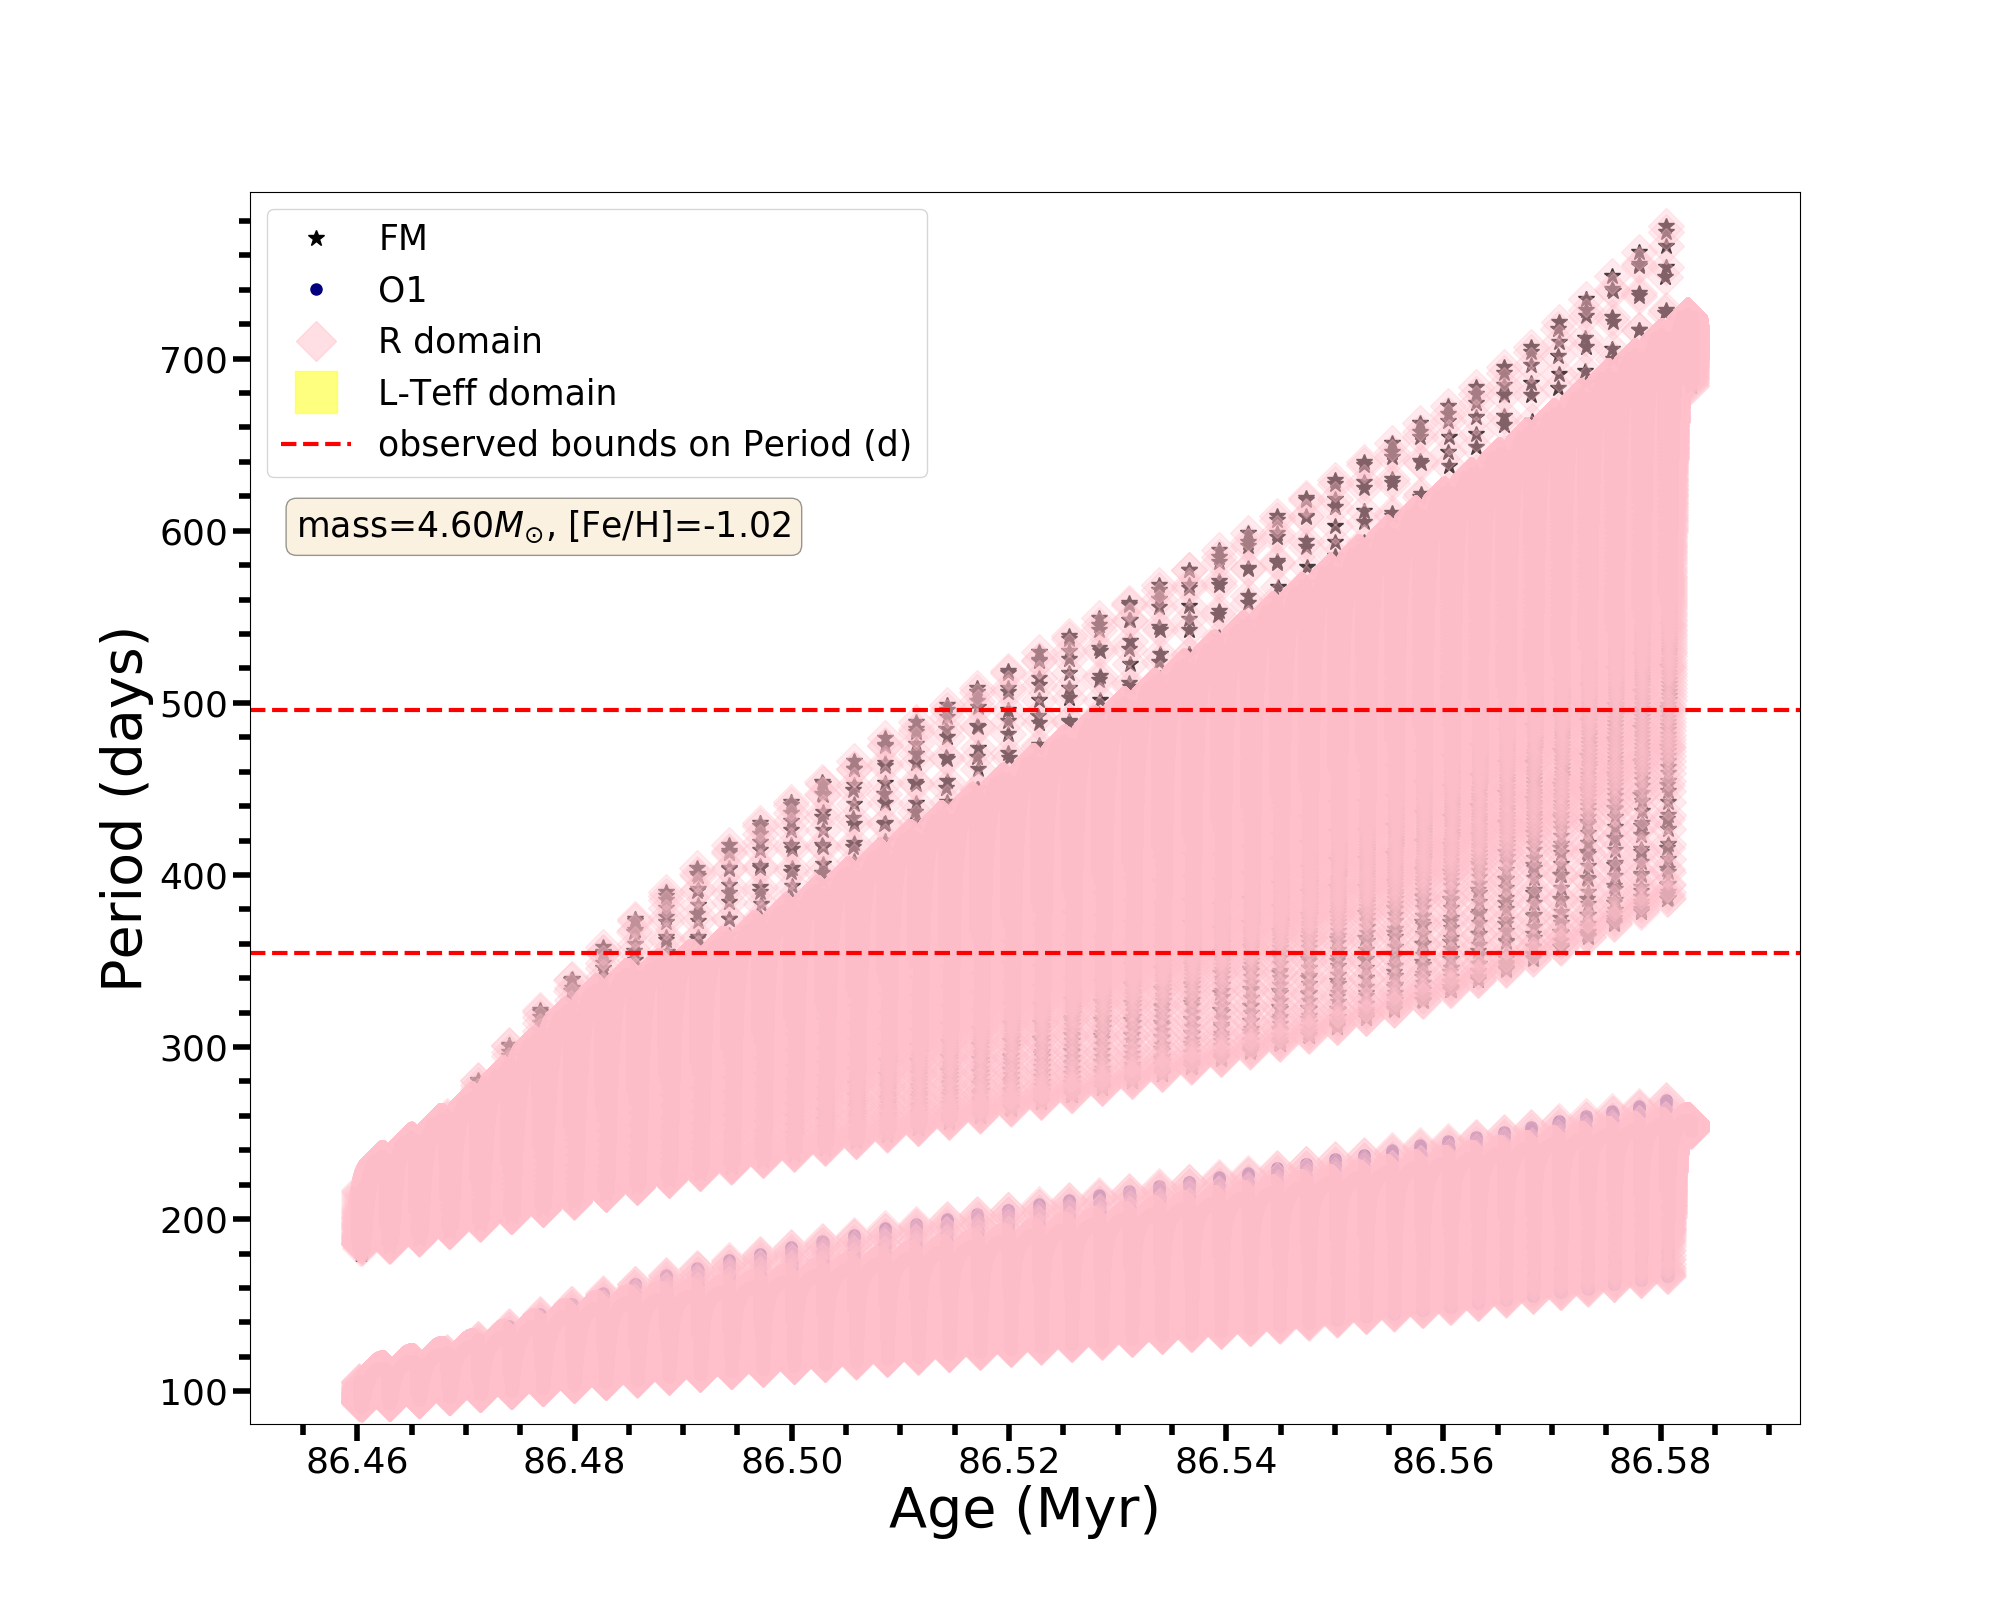 FM
O1
R domain
L-Teff domain
observed bounds on Period (d)
mass=4.60M⊙, [Fe/H]=-1.02
Period (days)
700
600
500
400
300
200
100
86.46 86.48 86.50 86.52 86.54 86.56 86.58
Age (Myr)